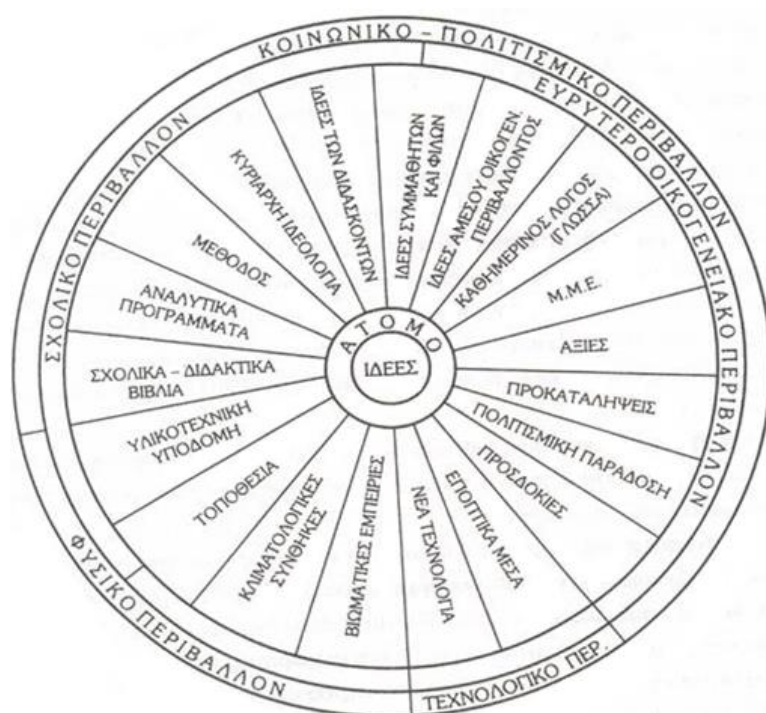 ΚΟΙΝΩΝΙΚΟ – ΠΟΛΙΤΙΣΜΙΚΟ ΠΕΡΙΒΑΛΛΟΝ
ΕΥΡΥΤΕΡΟ ΟΙΚΟΓΕΝΕΙΑΚΟ ΠΕΡΙΒΑΛΛΟΝ
ΣΧΟΛΙΚΟ ΠΕΡΙΒΑΛΛΟΝ
ΙΔΕΕΣ ΤΩΝ ΔΙΔΑΣΚΟΝΤΩΝ
ΙΔΕΕΣ ΣΥΜΜΑΘΗΤΩΝ
ΚΑΙ ΦΙΛΩΝ
ΙΔΕΕΣ ΑΜΕΣΟΥ ΟΙΚΟΓΕΝ.
ΠΕΡΙΒΑΛΛΟΝΤΟΣ
ΚΑΘΗΜΕΡΙΝΟΣ ΛΟΓΟΣ
(ΓΛΩΣΣΑ)
Μ.Μ.Ε.
ΑΞΙΕΣ
ΠΡΟΚΑΤΑΛΗΨΕΙΣ
ΠΟΛΙΤΙΣΜΙΚΗ ΠΑΡΑΔΟΣΗ
ΠΡΟΣΔΟΚΙΕΣ
ΕΠΟΠΤΙΚΑ ΜΕΣΑ
ΝΕΑ ΤΕΧΝΟΛΟΓΙΑ
ΒΙΩΜΑΤΙΚΕΣ ΕΜΠΕΙΡΙΕΣ
ΚΛΙΜΑΤΟΛΟΓΙΚΕΣ
ΣΥΝΘΗΚΕΣ
ΤΟΠΟΘΕΣΙΑ
ΥΛΙΚΟΤΕΧΝΙΚΗ
ΥΠΟΔΟΜΗ
ΣΧΟΛΙΚΑ – ΔΙΔΑΚΤΙΚΑ
ΒΙΒΛΙΑ
ΑΝΑΛΥΤΙΚΑ
ΠΡΟΓΡΑΜΜΑΤΑ
ΜΕΘΟΔΟΣ
ΚΥΡΙΑΡΧΗ ΙΔΕΟΛΟΓΙΑ
ΑΤΟΜΟ
ΙΔΕΕΣ
ΦΥΣΙΚΟ ΠΕΡΙΒΑΛΛΟΝ
ΤΕΧΝΟΛΟΓΙΚΟ ΠΕΡ.